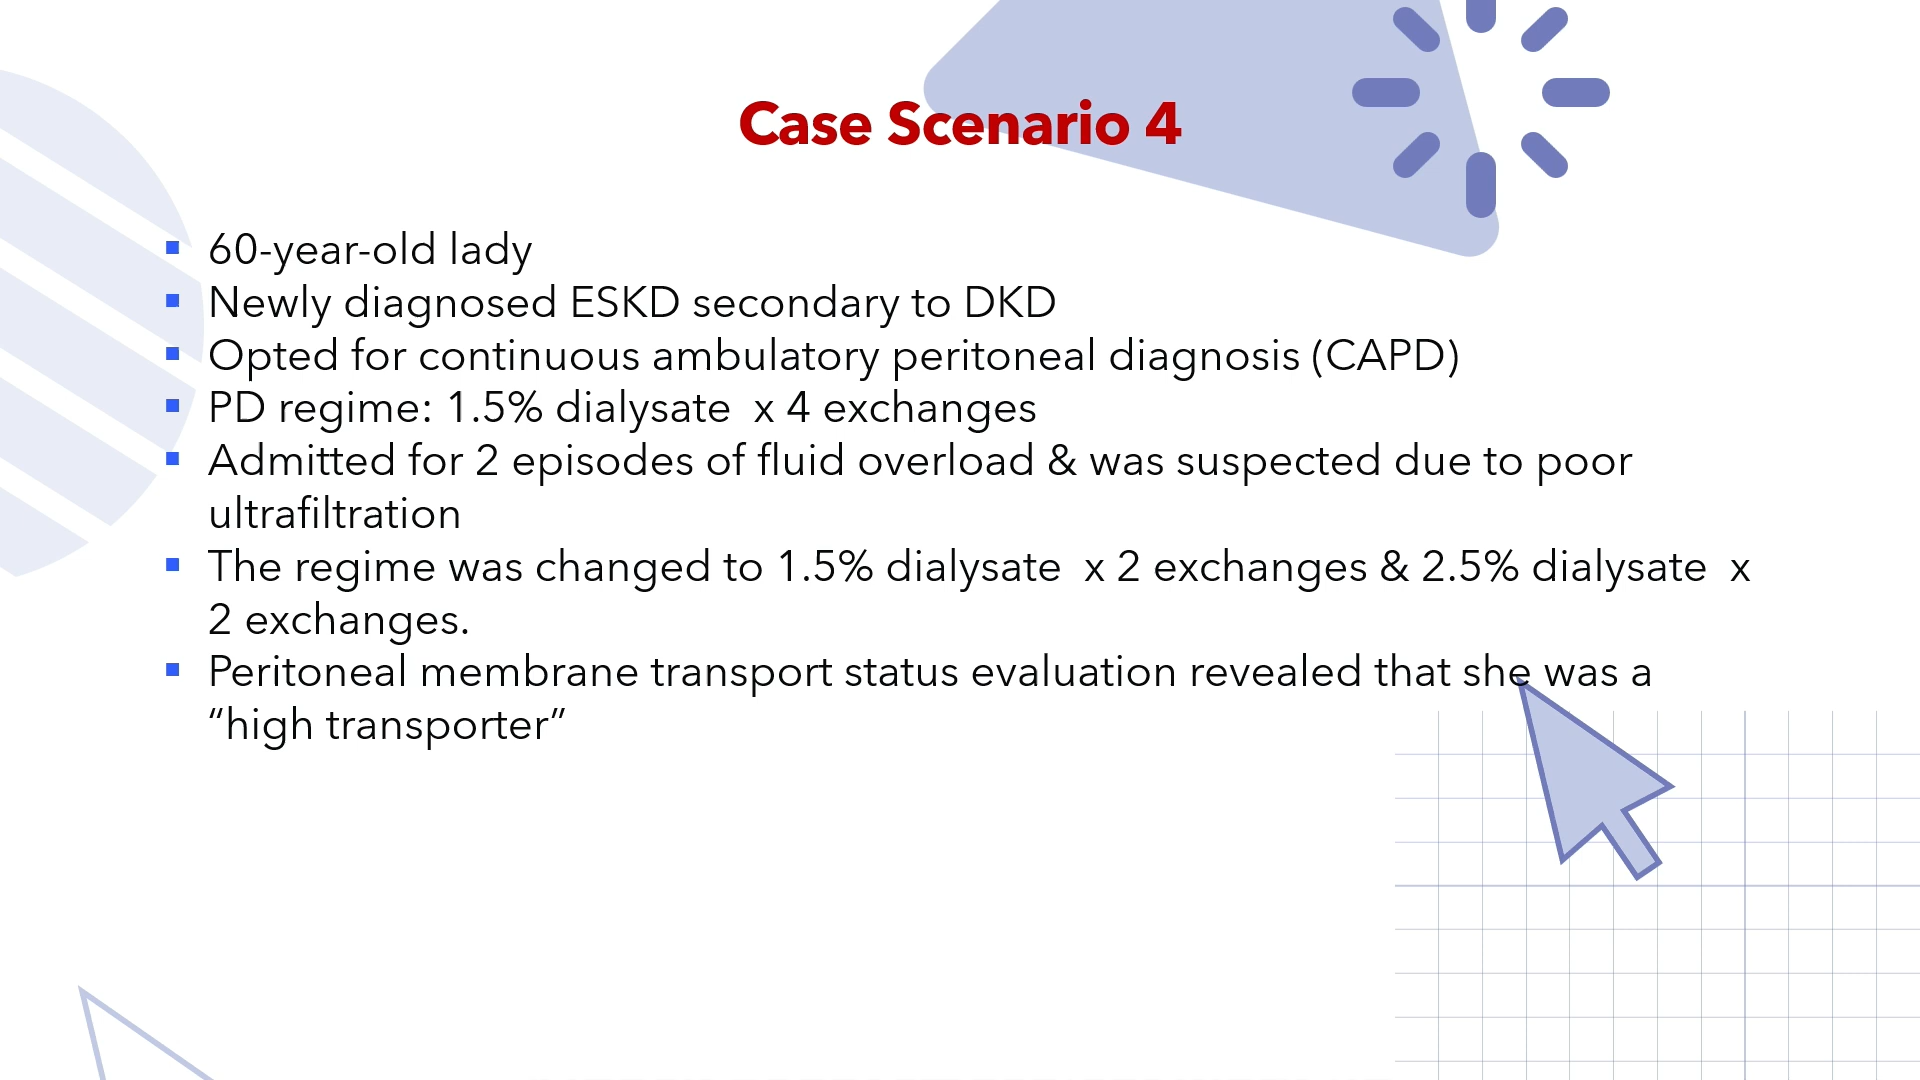 Case Scenario 4
▪ 60-year-old lady
▪ Newly diagnosed ESKD secondary to DKD
▪ Opted for continuous ambulatory peritoneal diagnosis (CAPD)
▪ PD regime: 1.5% dialysate  x 4 exchanges
▪ Admitted for 2 episodes of fluid overload & was suspected due to poor
ultrafiltration
▪ The regime was changed to 1.5% dialysate  x 2 exchanges & 2.5% dialysate  x
2 exchanges.
▪ Peritoneal membrane transport status evaluation revealed that she was a
“high transporter”